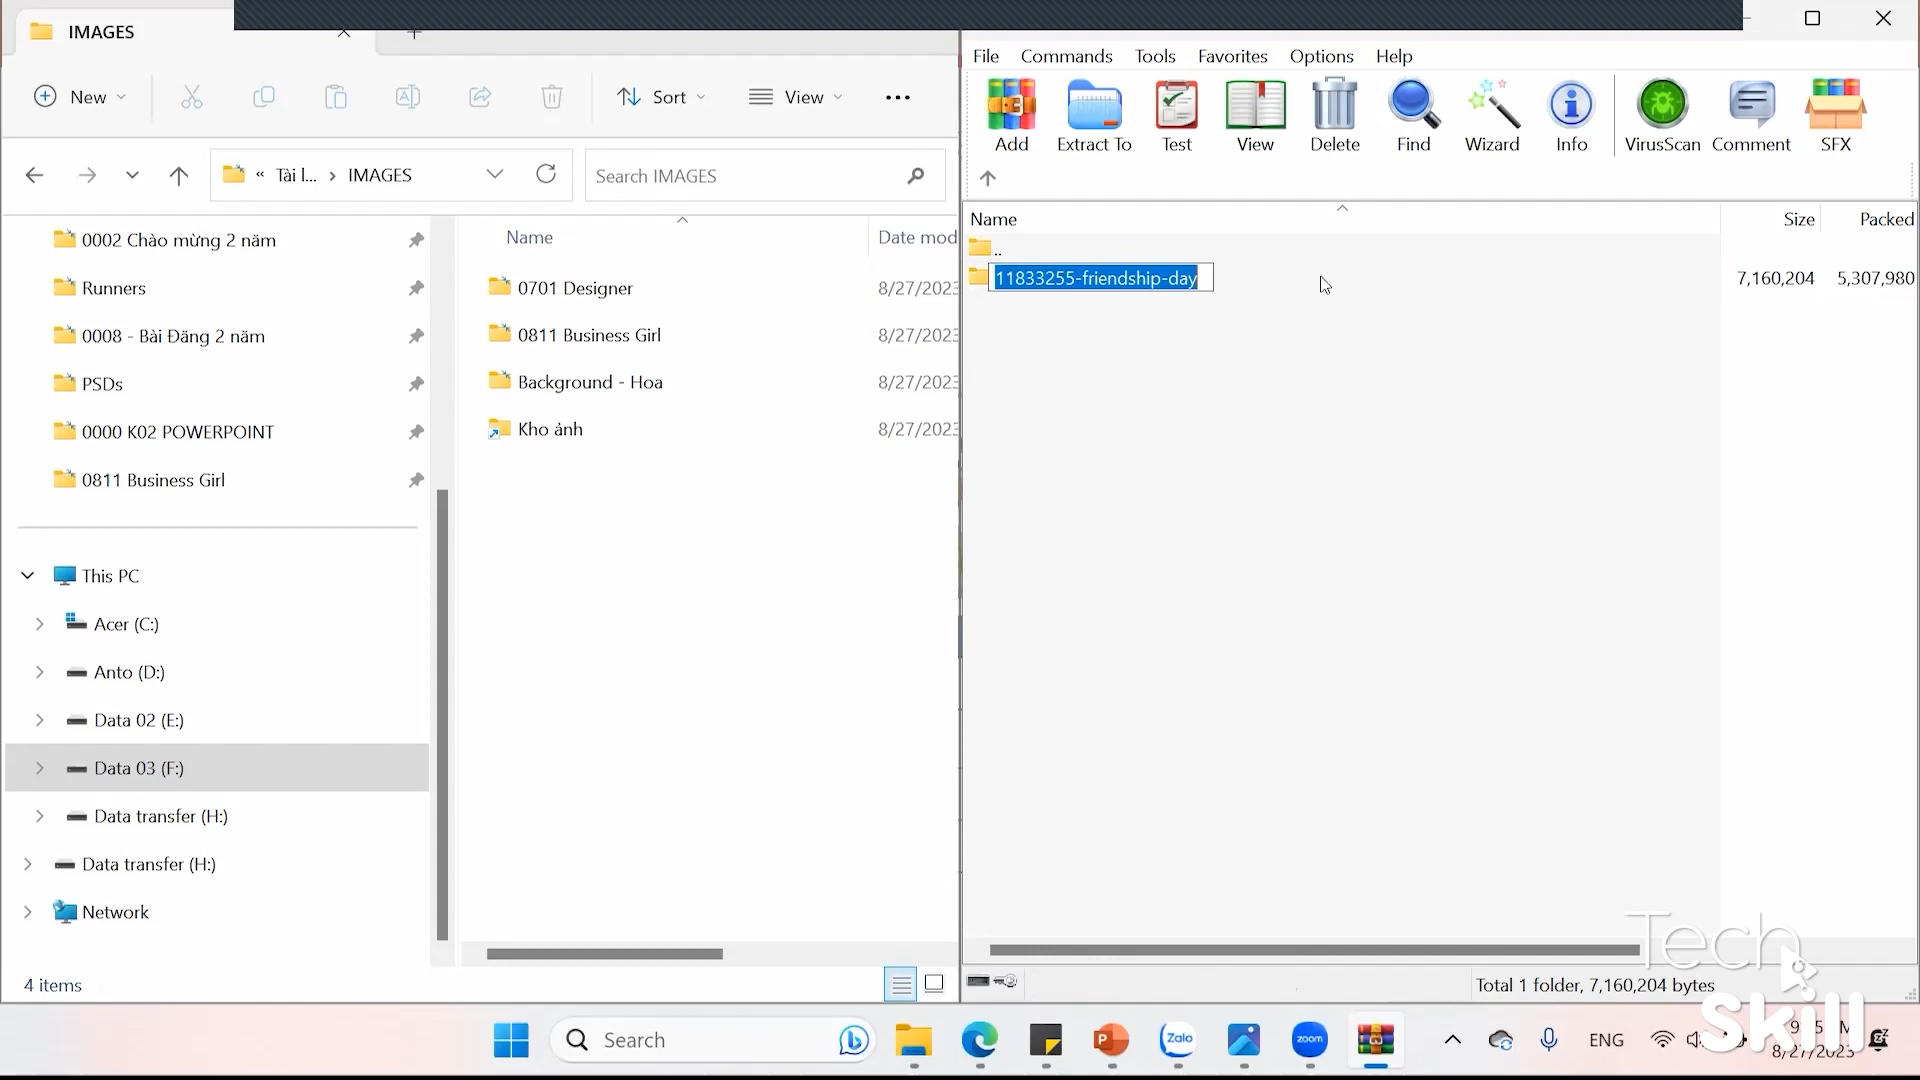 IMAGES
New
Sort
View
« Tài l... › IMAGES
Search IMAGES
0002 Chào mừng 2 năm
Runners
0008 - Bài Đăng 2 năm
PSDs
0000 K02 POWERPOINT
0811 Business Girl
This PC
Acer (C:)
Anto (D:)
Data 02 (E:)
Data 03 (F:)
Data transfer (H:)
Data transfer (H:)
Network
4 items
Name Date mod
0701 Designer 8/27/2023
0811 Business Girl 8/27/2023
Background - Hoa 8/27/2023
Kho ảnh 8/27/2023
File Commands Tools Favorites Options Help
Add Extract To Test View Delete Find Wizard Info VirusScan Comment SFX
Name Size Packed
..
11833255-friendship-day 7,160,204 5,307,980
Total 1 folder, 7,160,204 bytes
Tech
Skill
Search
Zalo
zoom
ENG
8/27/2023